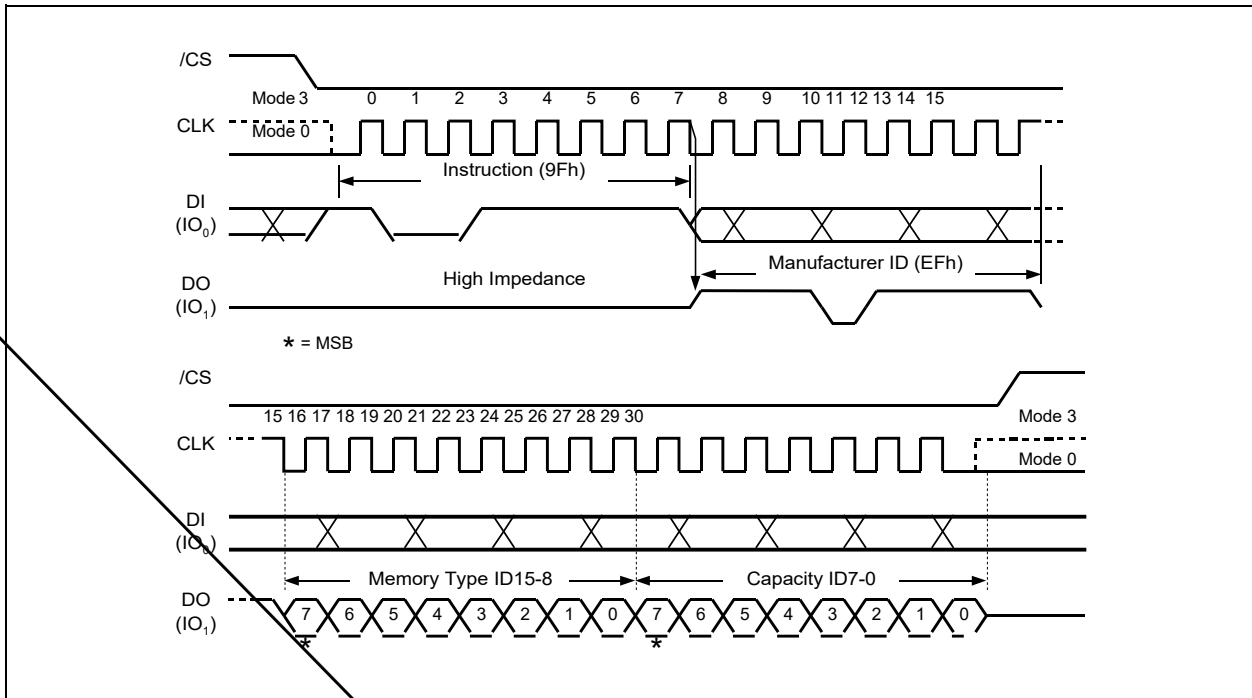 /CS
Mode 3 0 1 2 3 4 5 6 7 8 9 10 11 12 13 14 15
CLK
Mode 0
Instruction (9Fh)
DI
(IO0)
Manufacturer ID (EFh)
High Impedance
DO
(IO1)
* = MSB
/CS
15 16 17 18 19 20 21 22 23 24 25 26 27 28 29 30 Mode 3
CLK
Mode 0
DI
(IO0)
Memory Type ID15-8 Capacity ID7-0
DO
(IO1)
7 6 5 4 3 2 1 0 7 6 5 4 3 2 1 0
* *